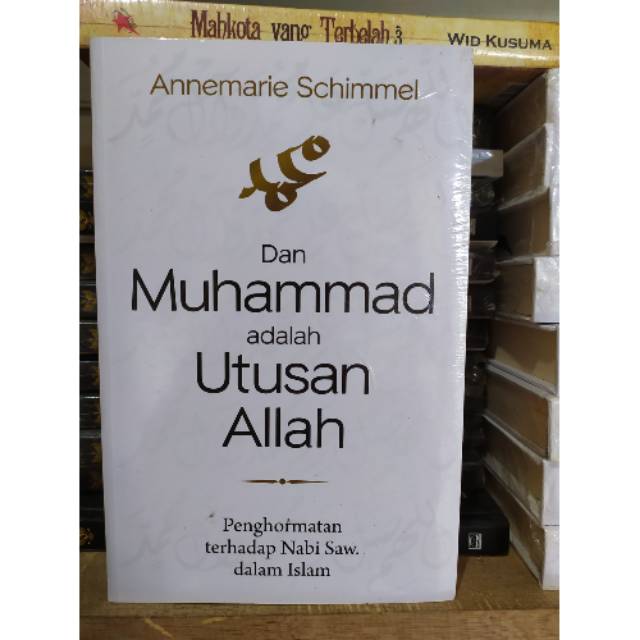 Mahkota yang Terbelah 3 WID KUSUMA
Annemarie Schimmel
محمد
Dan
Muhammad
adalah
Utusan
Allah
Penghormatan
terhadap Nabi Saw.
dalam Islam